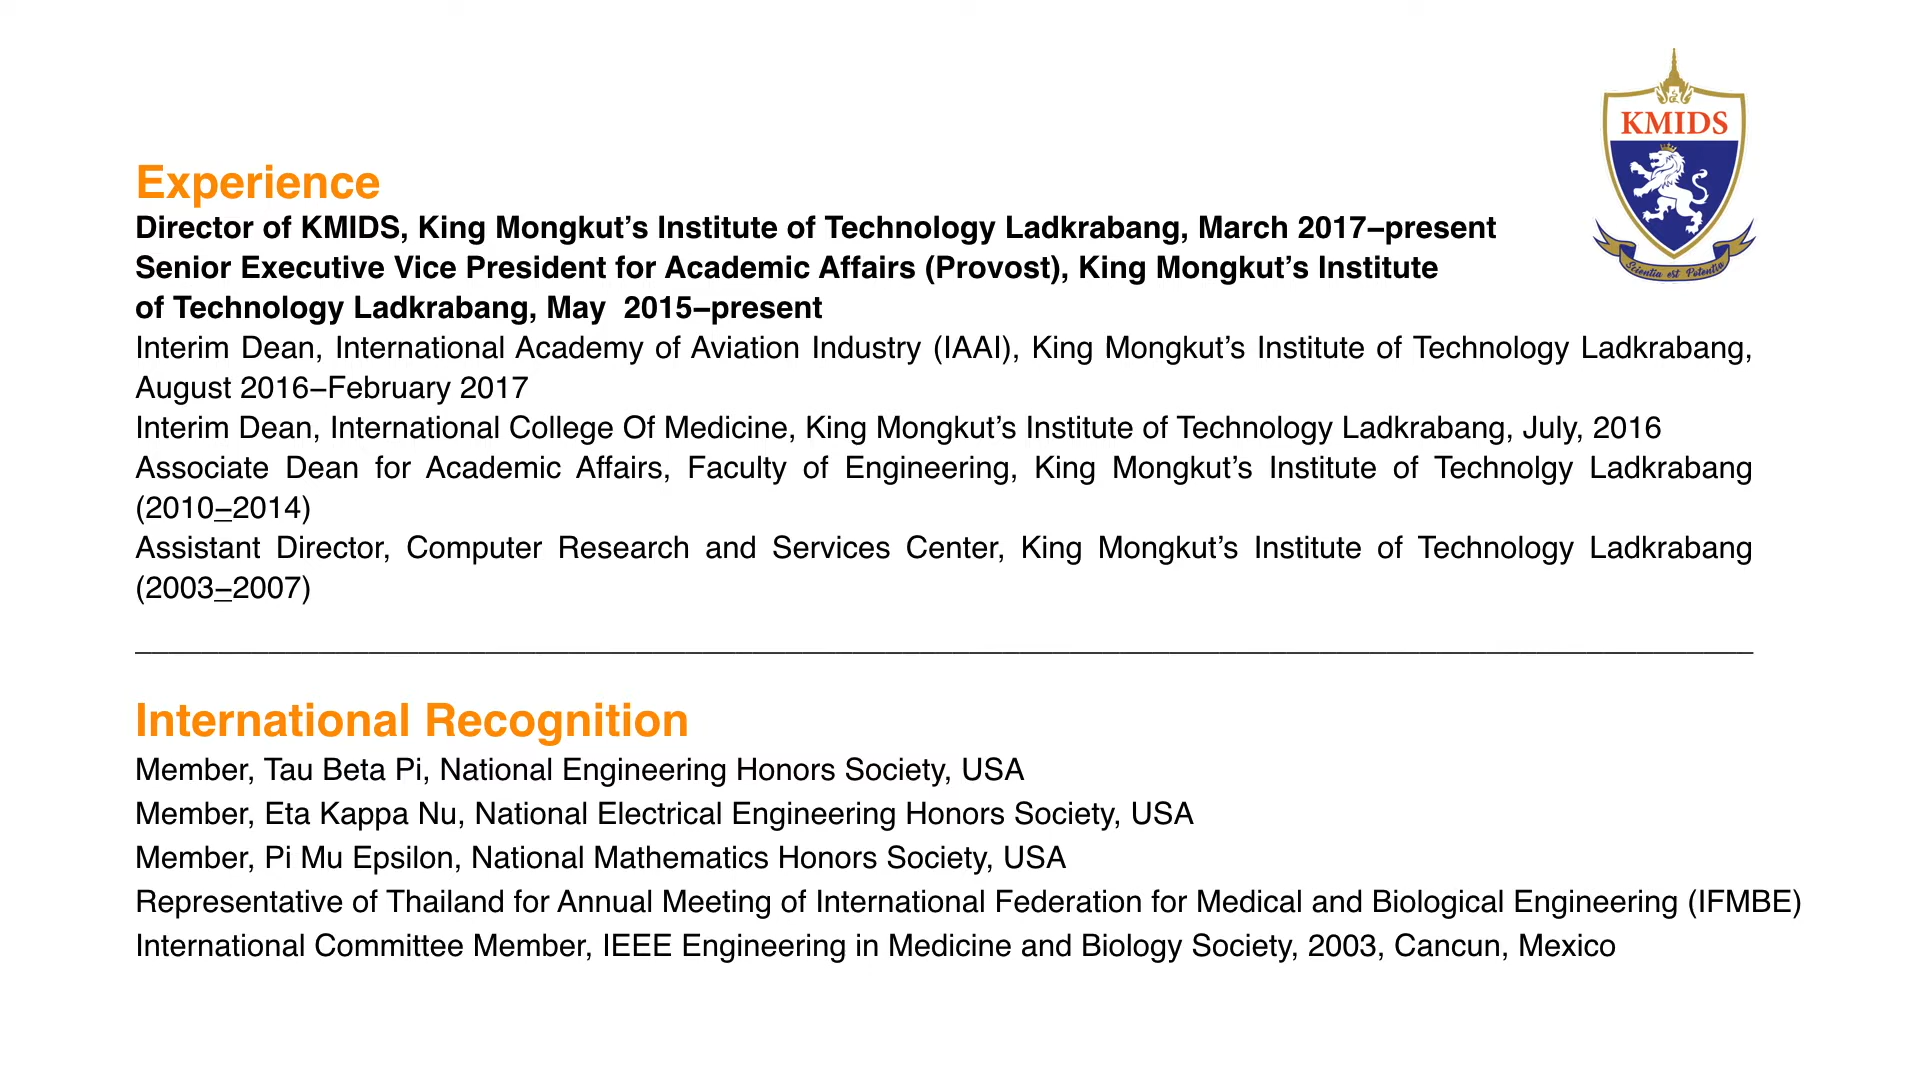 KMIDS
Scientia est Potentia
Experience
Director of KMIDS, King Mongkut’s Institute of Technology Ladkrabang, March 2017–present
Senior Executive Vice President for Academic Affairs (Provost), King Mongkut’s Institute
of Technology Ladkrabang, May  2015–present
Interim Dean, International Academy of Aviation Industry (IAAI), King Mongkut’s Institute of Technology Ladkrabang,
August 2016–February 2017
Interim Dean, International College Of Medicine, King Mongkut’s Institute of Technology Ladkrabang, July, 2016
Associate Dean for Academic Affairs, Faculty of Engineering, King Mongkut’s Institute of Technolgy Ladkrabang
(2010–2014)
Assistant Director, Computer Research and Services Center, King Mongkut’s Institute of Technology Ladkrabang
(2003–2007)
International Recognition
Member, Tau Beta Pi, National Engineering Honors Society, USA
Member, Eta Kappa Nu, National Electrical Engineering Honors Society, USA
Member, Pi Mu Epsilon, National Mathematics Honors Society, USA
Representative of Thailand for Annual Meeting of International Federation for Medical and Biological Engineering (IFMBE)
International Committee Member, IEEE Engineering in Medicine and Biology Society, 2003, Cancun, Mexico